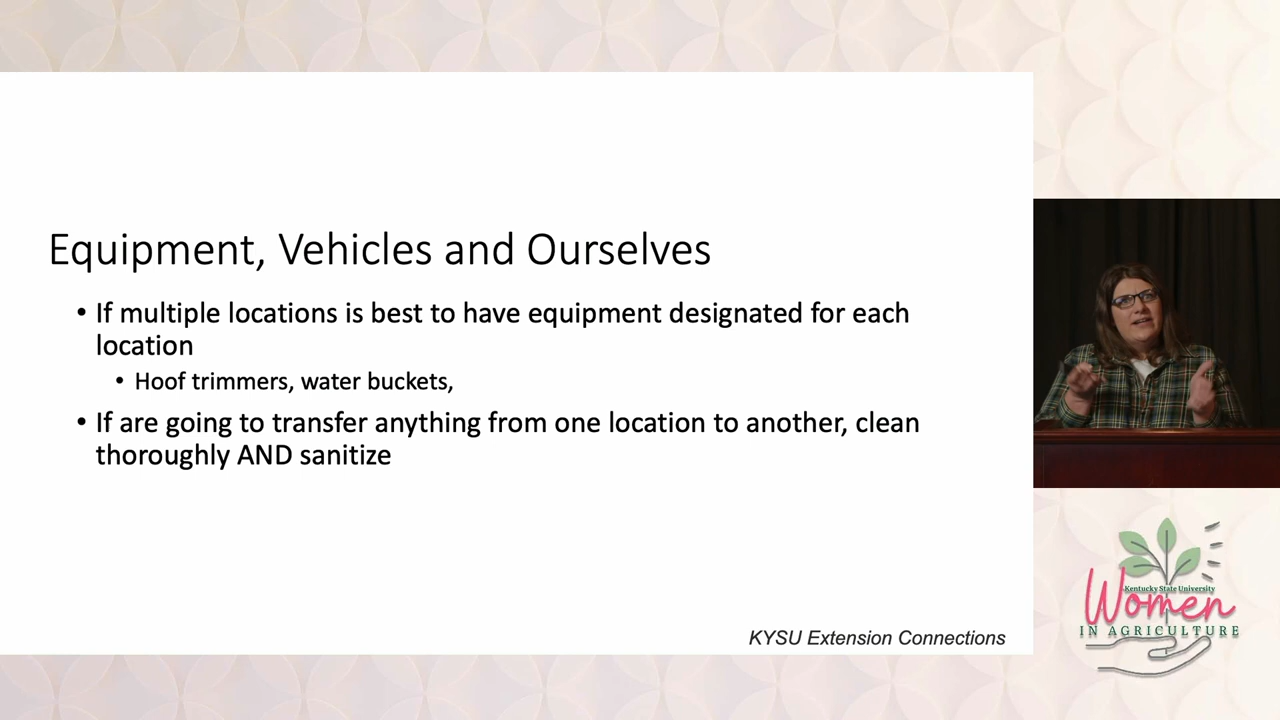 Equipment, Vehicles and Ourselves
• If multiple locations is best to have equipment designated for each
location
• Hoof trimmers, water buckets,
• If are going to transfer anything from one location to another, clean
thoroughly AND sanitize
KYSU Extension Connections
Kentucky State University
Women
IN AGRICULTURE